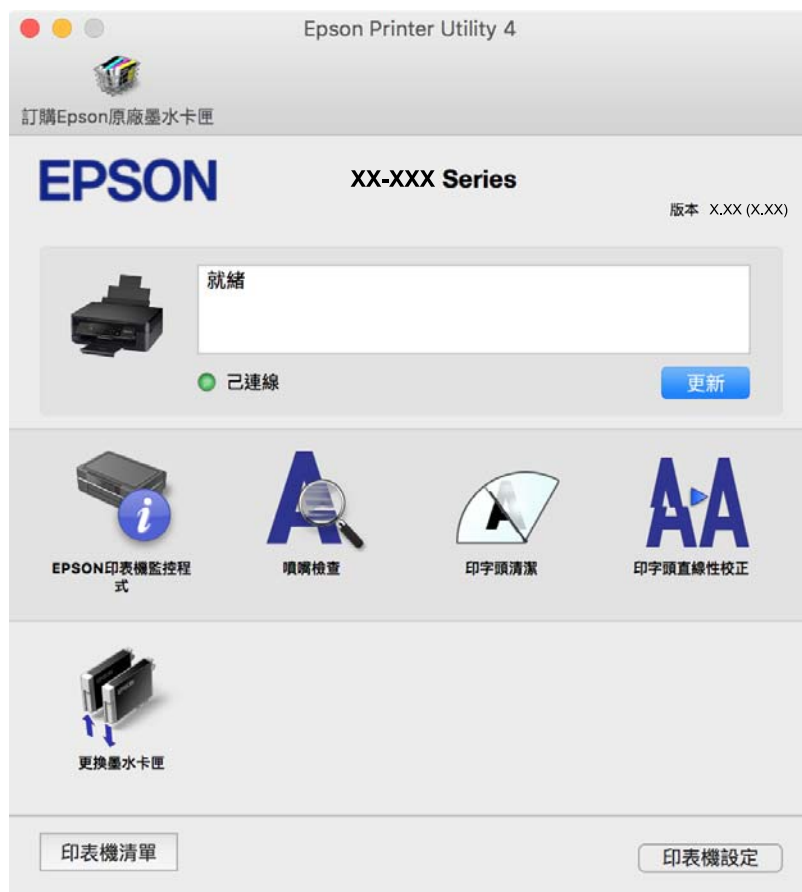 Epson Printer Utility 4
訂購Epson原廠墨水卡匣
EPSON
XX-XXX Series
版本 X.XX (X.XX)
就緒
己連線
更新
EPSON印表機監控程
式
噴嘴檢查
印字頭清潔
印字頭直線性校正
更換墨水卡匣
印表機清單
印表機設定